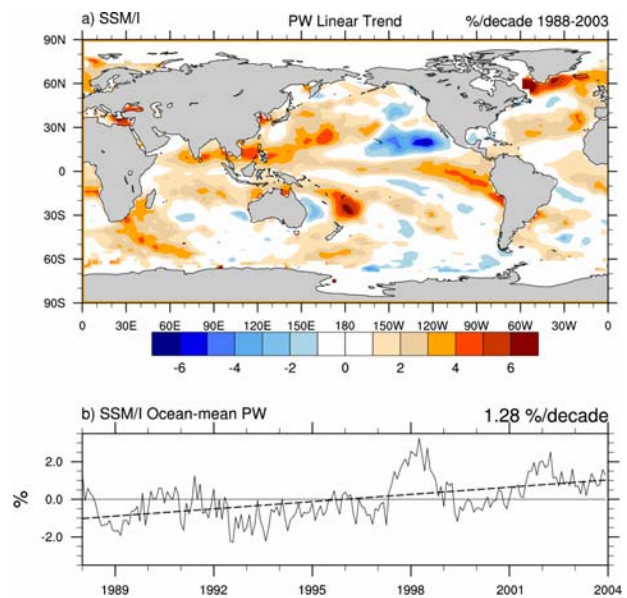 a) SSM/I PW Linear Trend %/decade 1988-2003
90N
60N
30N
0
30S
60S
90S
0 30E 60E 90E 120E 150E 180 150W 120W 90W 60W 30W 0
-6 -4 -2 0 2 4 6
b) SSM/I Ocean-mean PW 1.28 %/decade
%
2.0
0.0
-2.0
1989 1992 1995 1998 2001 2004